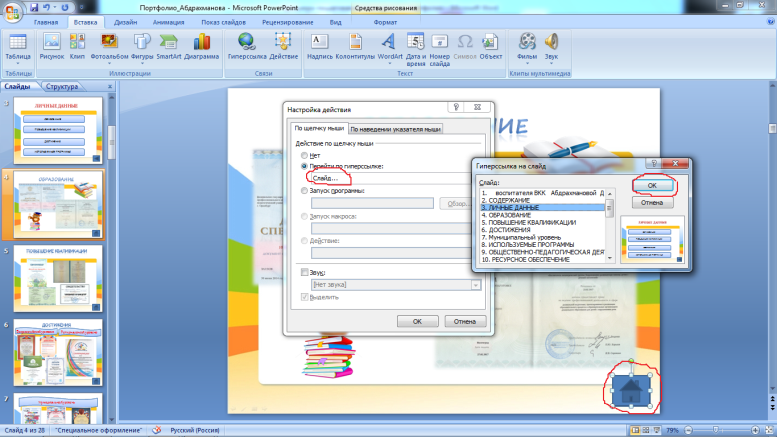 Портфолио_Абдрахманова - Microsoft PowerPoint
Средства рисования
Вставка
Дизайн
Анимация
Показ слайдов
Рецензирование
Вид
Формат
Таблица
Рисунок
Клип
Фотоальбом
Фигуры
SmartArt
Диаграмма
Гиперссылка
Действие
Надпись
Колонтитулы
WordArt
Дата и время
Номер слайда
Символ
Объект
Фильм
Звук
Таблицы
Иллюстрации
Связи
Текст
Клипы мультимедиа
Слайды
Структура
3
ЛИЧНЫЕ ДАННЫЕ
4
ОБРАЗОВАНИЕ
5
ПОВЫШЕНИЕ КВАЛИФИКАЦИИ
6
ДОСТИЖЕНИЯ
7
Настройка действия
По щелчку мыши
По наведении указателя мыши
Действие по щелчку мыши
Нет
Перейти по гиперссылке:
Слайд...
Запуск программы:
Обзор...
Запуск макроса:
Действие:
Звук:
[Нет звука]
Выделить
ОК
Отмена
Гиперссылка на слайд
Слайд:
1. воспитателя ВКК Абдрахмановой Д
2. СОДЕРЖАНИЕ
3. ЛИЧНЫЕ ДАННЫЕ
4. ОБРАЗОВАНИЕ
5. ПОВЫШЕНИЕ КВАЛИФИКАЦИИ
6. ДОСТИЖЕНИЯ
7. Муниципальный уровень
8. ИСПОЛЬЗУЕМЫЕ ПРОГРАММЫ
9. ОБЩЕСТВЕННО-ПЕДАГОГИЧЕСКАЯ ДЕЯ
10. РЕСУРСНОЕ ОБЕСПЕЧЕНИЕ
ОК
Отмена
ЛИЧНЫЕ ДАННЫЕ
НИЕ
Слайд 4 из 28
"Специальное оформление"
Русский (Россия)
79%